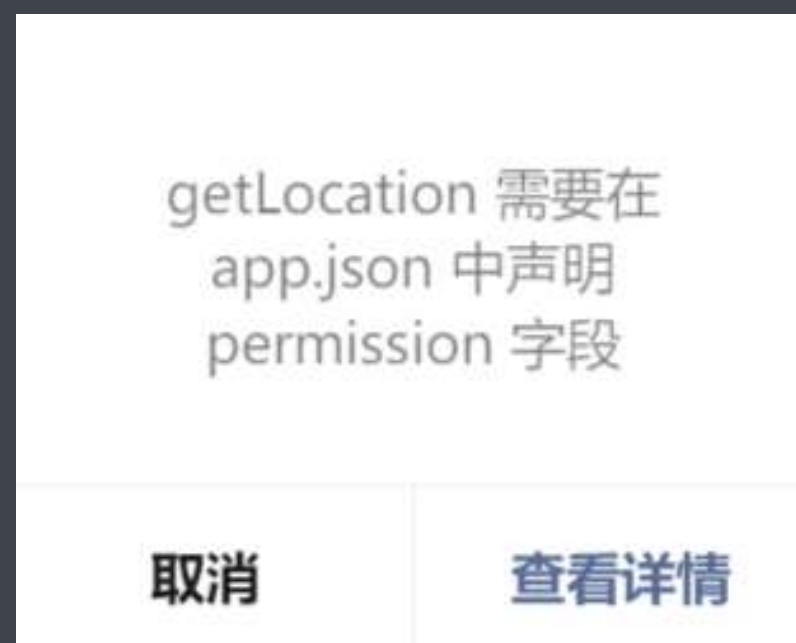 getLocation 需要在
app.json 中声明
permission 字段
取消
查看详情